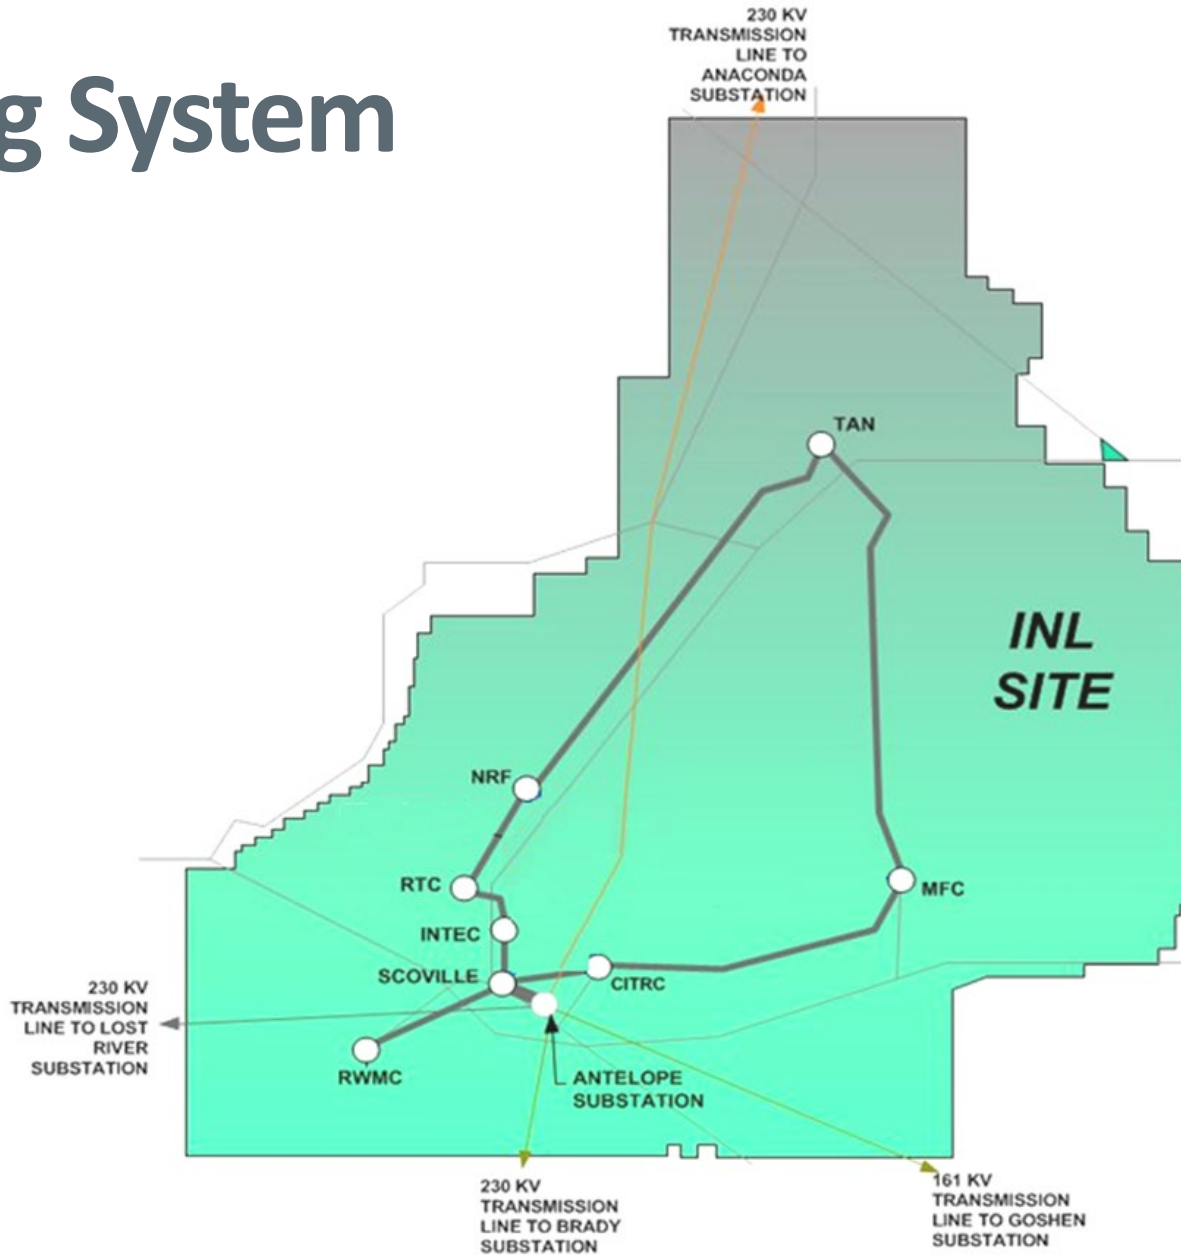 230 KV
TRANSMISSION
LINE TO
ANACONDA
SUBSTATION
g System
TAN
INL
SITE
NRF
RTC
MFC
INTEC
SCOVILLE
CITRC
230 KV
TRANSMISSION
LINE TO LOST
RIVER
SUBSTATION
RWMC
ANTELOPE
SUBSTATION
230 KV
TRANSMISSION
LINE TO BRADY
SUBSTATION
161 KV
TRANSMISSION
LINE TO GOSHEN
SUBSTATION